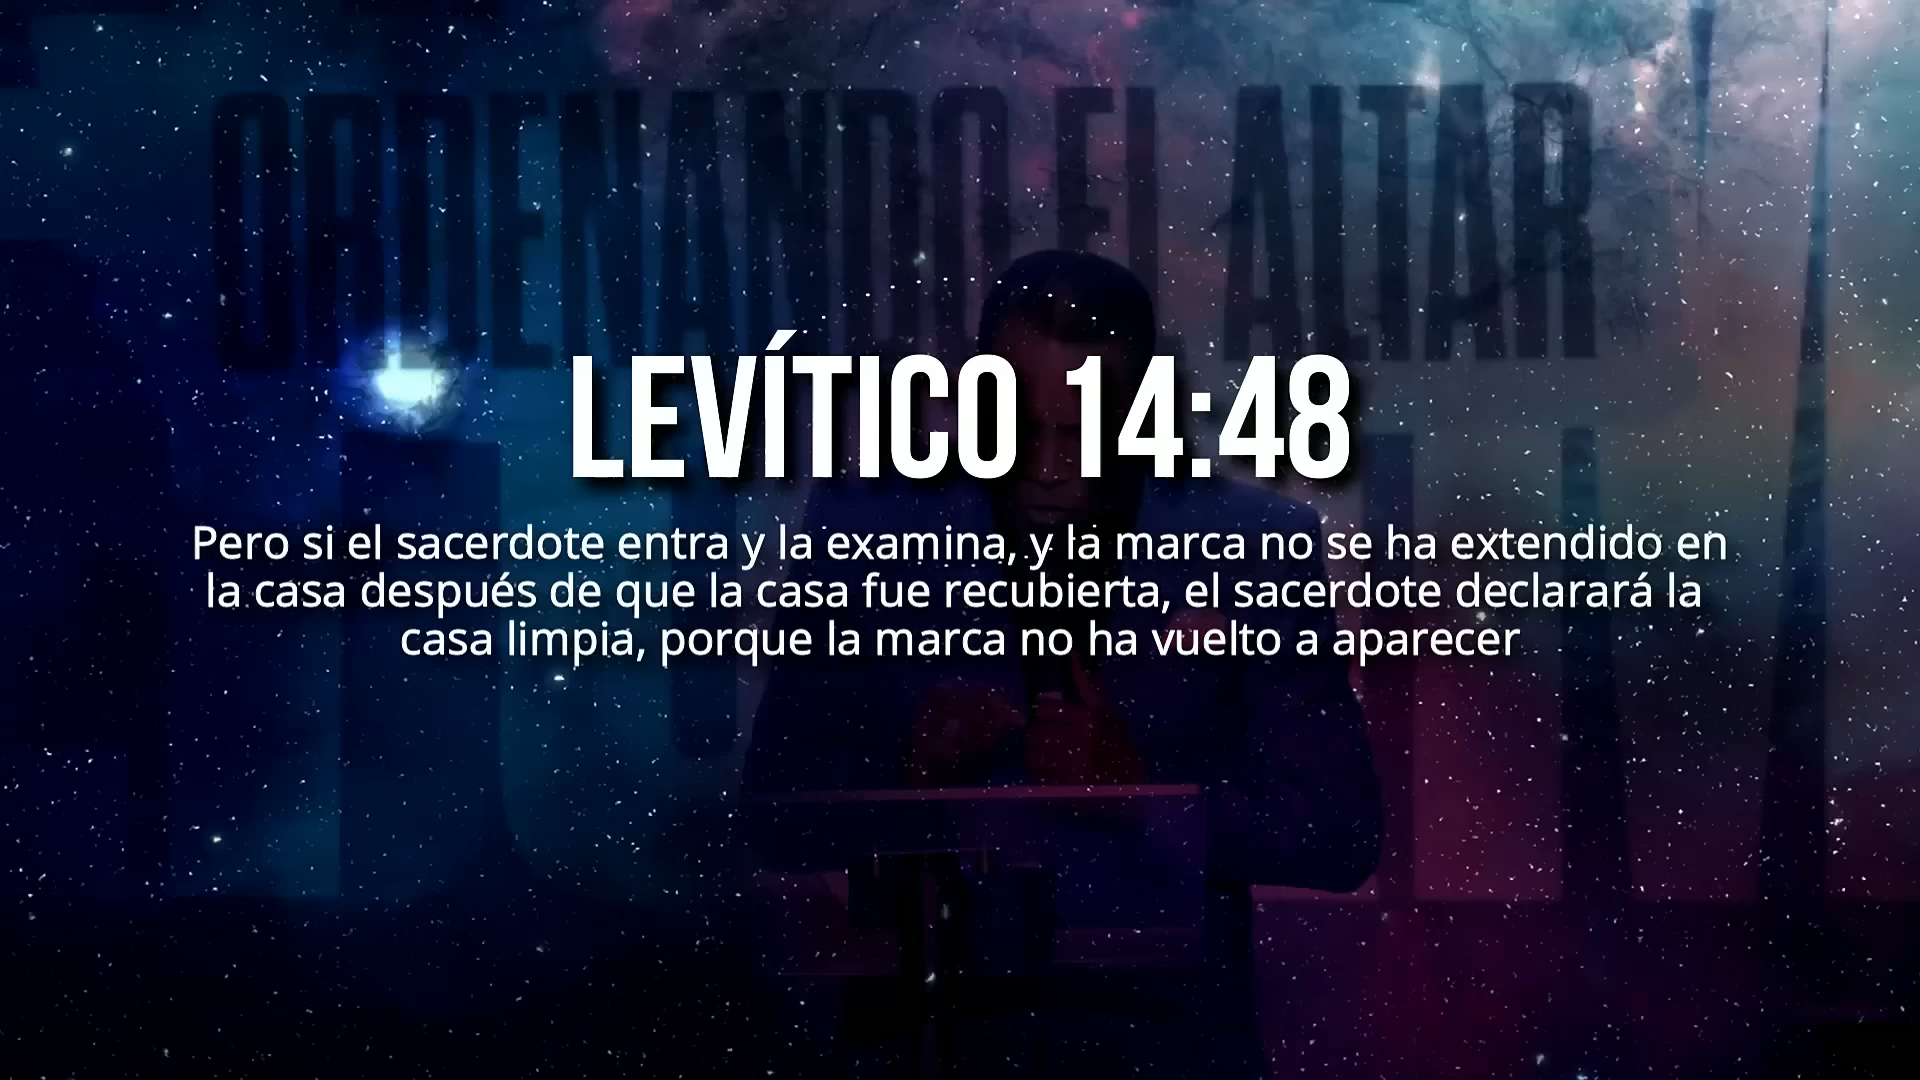 ORDENANDO EL ALTAR
LEVÍTICO 14:48
Pero si el sacerdote entra y la examina, y la marca no se ha extendido en
la casa después de que la casa fue recubierta, el sacerdote declarará la
casa limpia, porque la marca no ha vuelto a aparecer